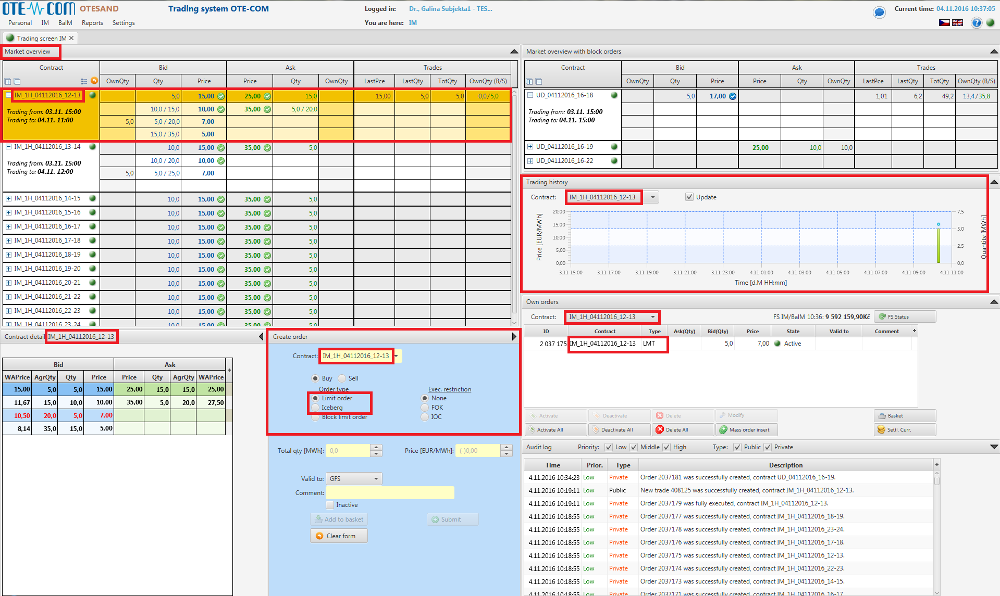 OTE COM OTESAND
Trading system OTE-COM
Logged in: Dr., Galina Subjekta1 - TES...
You are here: IM
Current time: 04.11.2016 10:37:05
Personal IM BalM Reports Settings
Trading screen IM
Market overview
Contract Bid Ask Trades
OwnQty Qty Price Price Qty OwnQty LastPce LastQty TotQty OwnQty (B/S)
IM_1H_04112016_12-13 5,0 15,00 25,00 15,0 15,00 5,0 5,0 0,0/5,0
10,0 / 15,0 10,00 35,00 5,0 / 20,0
Trading from: 03.11. 15:00
Trading to: 04.11. 11:00
5,0 5,0 / 20,0 7,00
15,0 / 35,0 5,00
IM_1H_04112016_13-14 10,0 15,00 35,00 5,0
10,0 / 20,0 10,00
Trading from: 03.11. 15:00
Trading to: 04.11. 12:00
5,0 5,0 / 25,0 7,00
IM_1H_04112016_14-15 10,0 15,00 35,00 5,0
IM_1H_04112016_15-16 10,0 15,00 35,00 5,0
IM_1H_04112016_16-17 10,0 15,00 35,00 5,0
IM_1H_04112016_17-18 10,0 15,00 35,00 5,0
IM_1H_04112016_18-19 10,0 15,00 35,00 5,0
IM_1H_04112016_19-20 10,0 15,00 35,00 5,0
IM_1H_04112016_20-21 10,0 15,00 35,00 5,0
IM_1H_04112016_21-22 10,0 15,00 35,00 5,0
IM_1H_04112016_22-23 10,0 15,00 35,00 5,0
IM_1H_04112016_23-24 10,0 15,00 35,00 5,0
Market overview with block orders
Contract Bid Ask Trades
OwnQty Qty Price Price Qty OwnQty LastPce LastQty TotQty OwnQty (B/S)
UD_04112016_16-18 5,0 17,00 1,01 6,2 49,2 13,4/35,8
Trading from: 03.11. 15:00
Trading to: 04.11. 15:00
UD_04112016_16-19 25,00 10,0 10,0
UD_04112016_16-22
Trading history
Contract: IM_1H_04112016_12-13 Update
Price [EUR/MWh]
20,00
15,00
10,00
5,00
0,00
7,5
5,0
2,5
0,0
Quantity [MWh]
3.11 15:00 3.11 17:00 3.11 19:00 3.11 21:00 3.11 23:00 4.11 01:00 4.11 03:00 4.11 05:00 4.11 07:00 4.11 09:00 4.11 11:00
Time [d.M HH:mm]
Own orders
Contract: IM_1H_04112016_12-13 FS IM/BalM 10:36: 9 592 159,90Kč FS Status
ID Contract Type Ask(Qty) Bid(Qty) Price State Valid to Comment
2 037 175 IM_1H_04112016_12-13 LMT 5,0 7,00 Active
Activate Deactivate Delete Modify Basket
Activate All Deactivate All Delete All Mass order insert Settl. Curr.
Contract detail IM_1H_04112016_12-13
Bid Ask
WAPrice AgrQty Qty Price Price Qty AgrQty WAPrice
15,00 5,0 5,0 15,00 25,00 15,0 15,0 25,00
11,67 15,0 10,0 10,00 35,00 5,0 20,0 27,50
10,50 20,0 5,0 7,00
8,14 35,0 15,0 5,00
Create order
Contract: IM_1H_04112016_12-13
Buy Sell
Order type Exec. restriction
Limit order None
Iceberg FOK
Block limit order IOC
Total qty [MWh]: 0,0 Price [EUR/MWh]: (-)0,00
Valid to: GFS
Comment:
Inactive
Add to basket Submit
Clear form
Audit log Priority: Low Middle High Type: Public Private
Time Prior. Type Description
4.11.2016 10:34:23 Low Private Order 2037181 was successfully created, contract UD_04112016_16-19.
4.11.2016 10:19:11 Low Public New trade 408125 was successfully created, contract IM_1H_04112016_12-13.
4.11.2016 10:19:11 Low Private Order 2037179 was fully executed, contract IM_1H_04112016_12-13.
4.11.2016 10:18:55 Low Private Order 2037177 was successfully created, contract IM_1H_04112016_18-19.
4.11.2016 10:18:55 Low Private Order 2037178 was successfully created, contract IM_1H_04112016_23-24.
4.11.2016 10:18:55 Low Private Order 2037176 was successfully created, contract IM_1H_04112016_17-18.
4.11.2016 10:18:55 Low Private Order 2037175 was successfully created, contract IM_1H_04112016_12-13.
4.11.2016 10:18:55 Low Private Order 2037174 was successfully created, contract IM_1H_04112016_22-23.
4.11.2016 10:18:55 Low Private Order 2037173 was successfully created, contract IM_1H_04112016_14-15.
4.11.2016 10:18:55 Low Private Order 2037171 was successfully created, contract IM_1H_04112016_16-17.